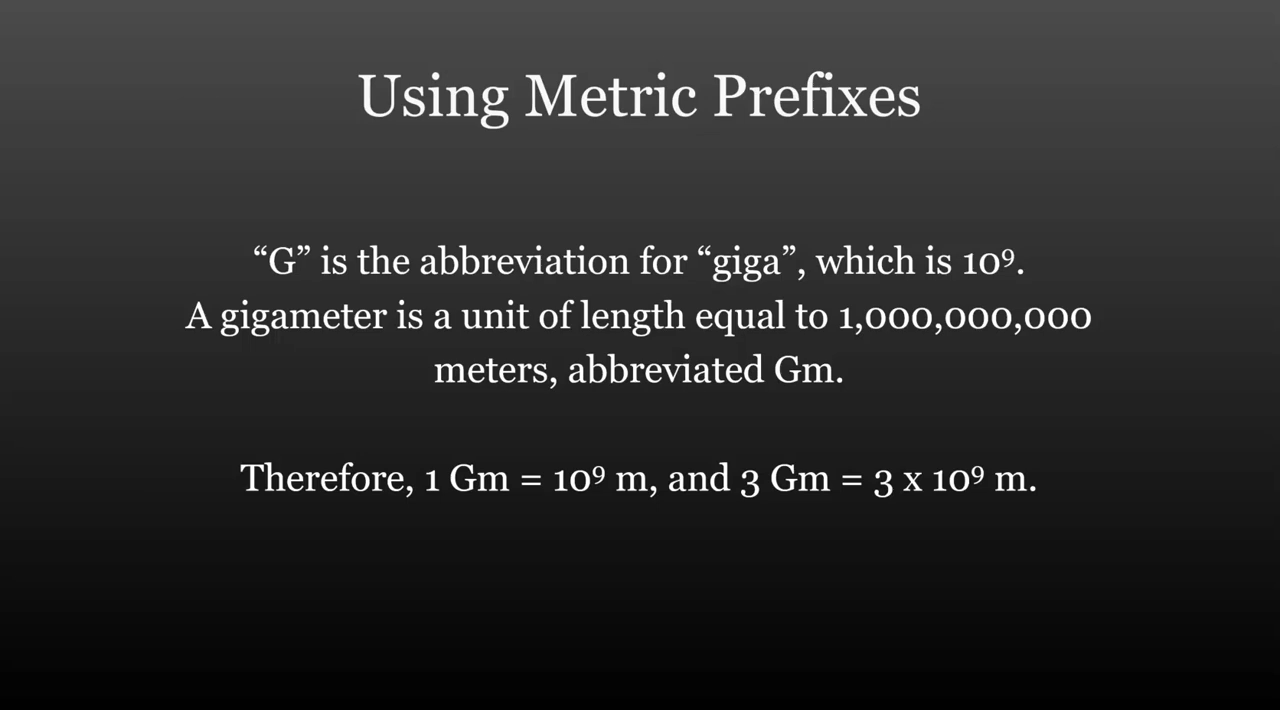 Using Metric Prefixes
“G” is the abbreviation for “giga”, which is 10⁹.
A gigameter is a unit of length equal to 1,000,000,000
meters, abbreviated Gm.
Therefore, 1 Gm = 10⁹ m, and 3 Gm = 3 x 10⁹ m.